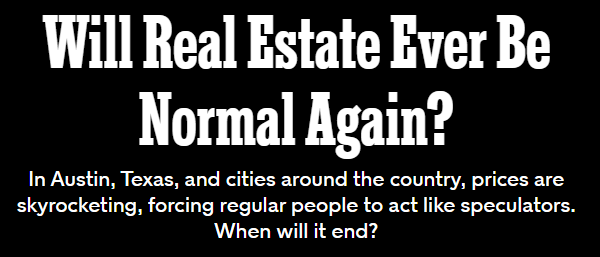 Will Real Estate Ever Be
Normal Again?
In Austin, Texas, and cities around the country, prices are
skyrocketing, forcing regular people to act like speculators.
When will it end?